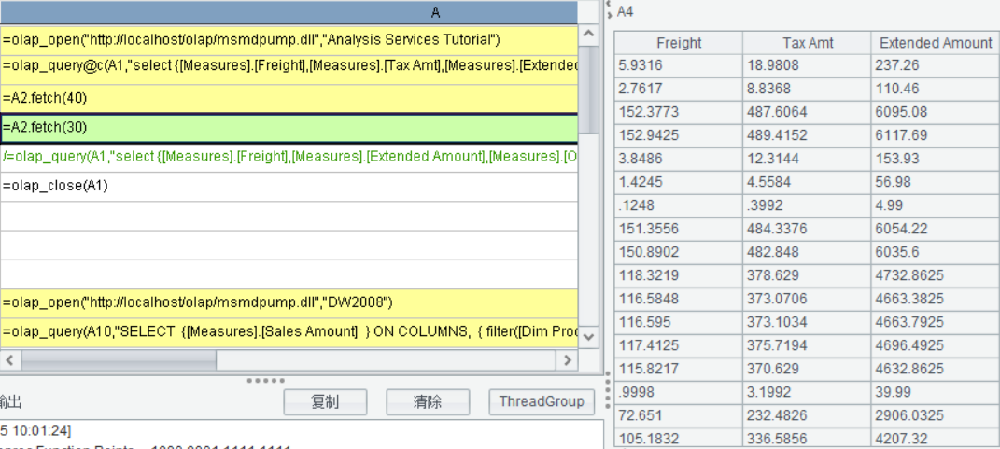 A
=olap_open("http://localhost/olap/msmdpump.dll","Analysis Services Tutorial")
=olap_query@c(A1,"select {[Measures].[Freight],[Measures].[Tax Amt],[Measures].[Extended
=A2.fetch(40)
=A2.fetch(30)
/=olap_query(A1,"select {[Measures].[Freight],[Measures].[Extended Amount],[Measures].[O
=olap_close(A1)
=olap_open("http://localhost/olap/msmdpump.dll","DW2008")
=olap_query(A10,"SELECT {[Measures].[Sales Amount] } ON COLUMNS, { filter([Dim Prod
输出
复制 清除 ThreadGroup
5 10:01:24]
A4
Freight Tax Amt Extended Amount
5.9316 18.9808 237.26
2.7617 8.8368 110.46
152.3773 487.6064 6095.08
152.9425 489.4152 6117.69
3.8486 12.3144 153.93
1.4245 4.5584 56.98
.1248 .3992 4.99
151.3556 484.3376 6054.22
150.8902 482.848 6035.6
118.3219 378.629 4732.8625
116.5848 373.0706 4663.3825
116.595 373.1034 4663.7925
117.4125 375.7194 4696.4925
115.8217 370.629 4632.8625
.9998 3.1992 39.99
72.651 232.4826 2906.0325
105.1832 336.5856 4207.32